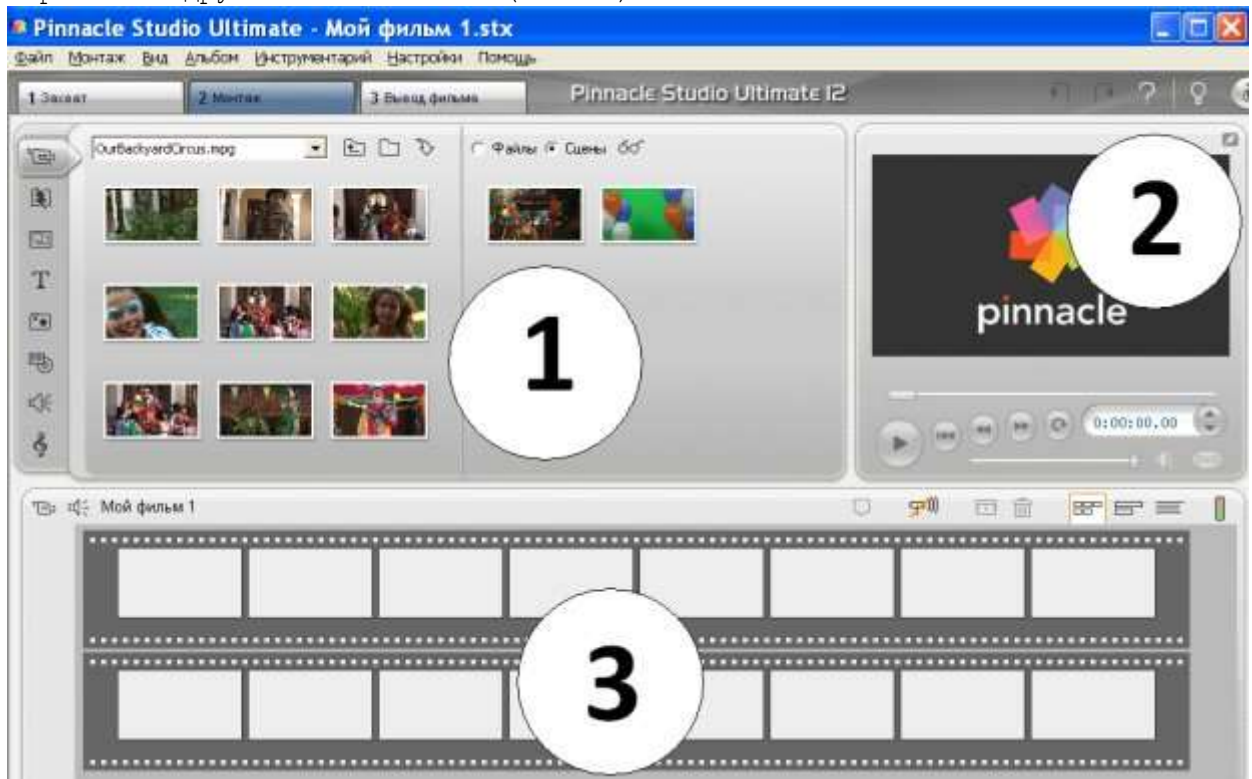 Pinnacle Studio Ultimate - Мой фильм 1.stx
Файл Монтаж Вид Альбом Инструментарий Настройки Помощь
1 Захват 2 Монтаж 3 Вывод фильма Pinnacle Studio Ultimate 12
OurBackyardCircus.mpg Файлы Сцены
1
2
pinnacle
0:00:00.00
Мой фильм 1
3